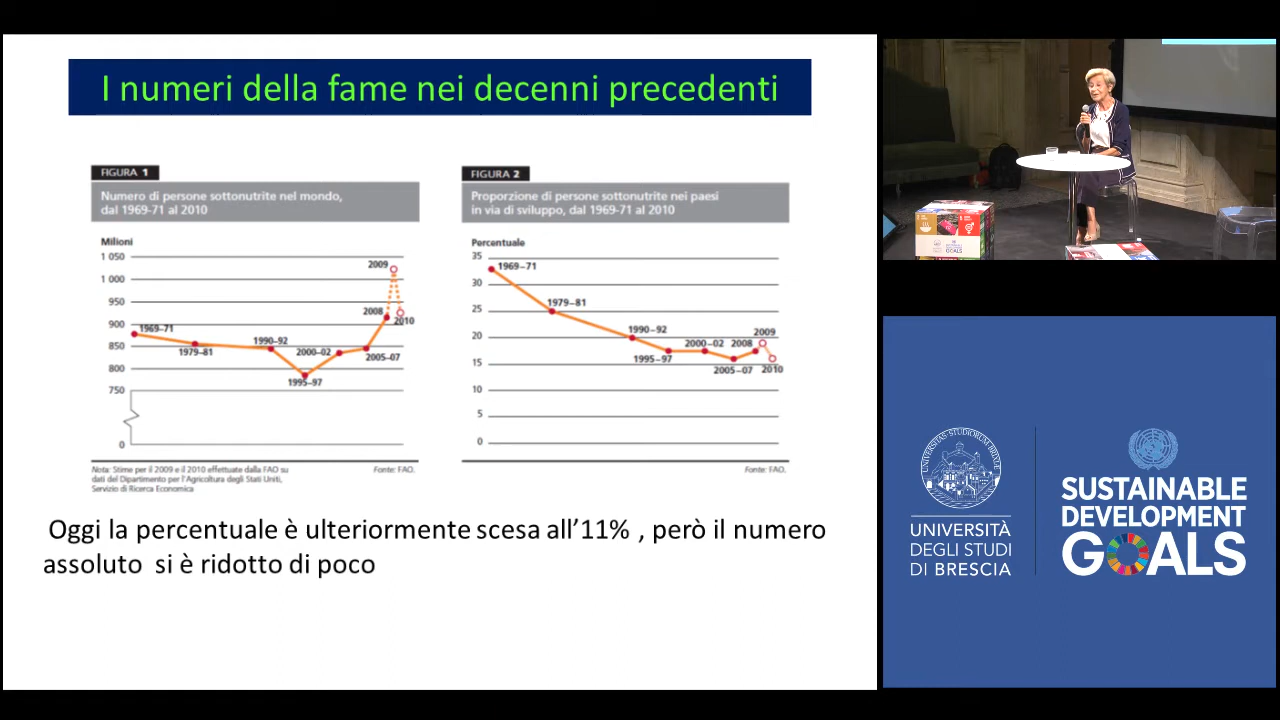 I numeri della fame nei decenni precedenti
FIGURA 1
Numero di persone sottonutrite nel mondo,
dal 1969-71 al 2010
Milioni
1 050
1 000
950
900
850
800
750
0
1969–71
1979–81
1990–92
1995–97
2000–02
2005–07
2008
2009
2010
Nota: Stime per il 2009 e il 2010 effettuate dalla FAO su
dati del Dipartimento per l'Agricoltura degli Stati Uniti,
Servizio di Ricerca Economica
Fonte: FAO.
FIGURA 2
Proporzione di persone sottonutrite nei paesi
in via di sviluppo, dal 1969-71 al 2010
Percentuale
35
30
25
20
15
10
5
0
1969–71
1979–81
1990–92
1995–97
2000–02
2005–07
2008
2009
2010
Fonte: FAO.
Oggi la percentuale è ulteriormente scesa all'11% , però il numero
assoluto si è ridotto di poco
GOALS
UNIVERSITÀ
DEGLI STUDI
DI BRESCIA
SUSTAINABLE
DEVELOPMENT
GOALS